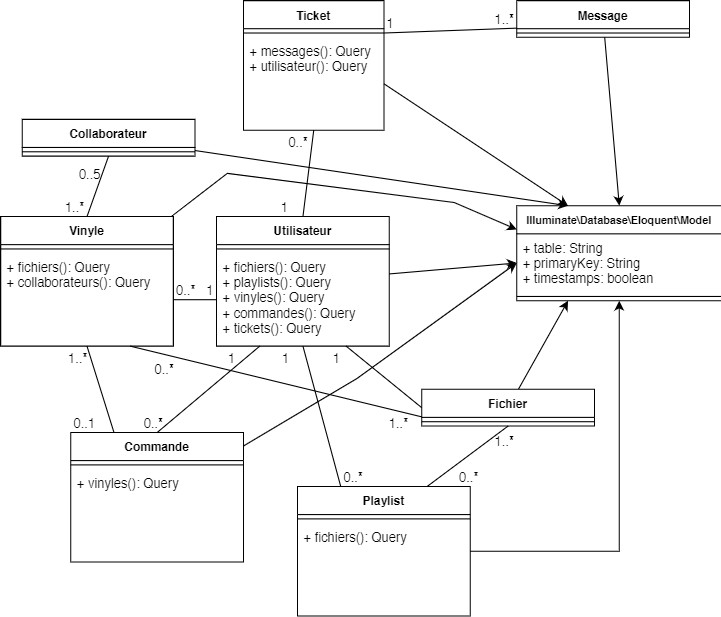 Ticket
+ messages(): Query
+ utilisateur(): Query
1
1..*
Message
0..*
Collaborateur
0..5
1..*
1
Vinyle
+ fichiers(): Query
+ collaborateurs(): Query
0..*
1
Utilisateur
+ fichiers(): Query
+ playlists(): Query
+ vinyles(): Query
+ commandes(): Query
+ tickets(): Query
Illuminate\Database\Eloquent\Model
+ table: String
+ primaryKey: String
+ timestamps: boolean
1..*
0..*
1
1
1
0..1
0..*
1..*
Fichier
1..*
Commande
+ vinyles(): Query
0..*
0..*
Playlist
+ fichiers(): Query